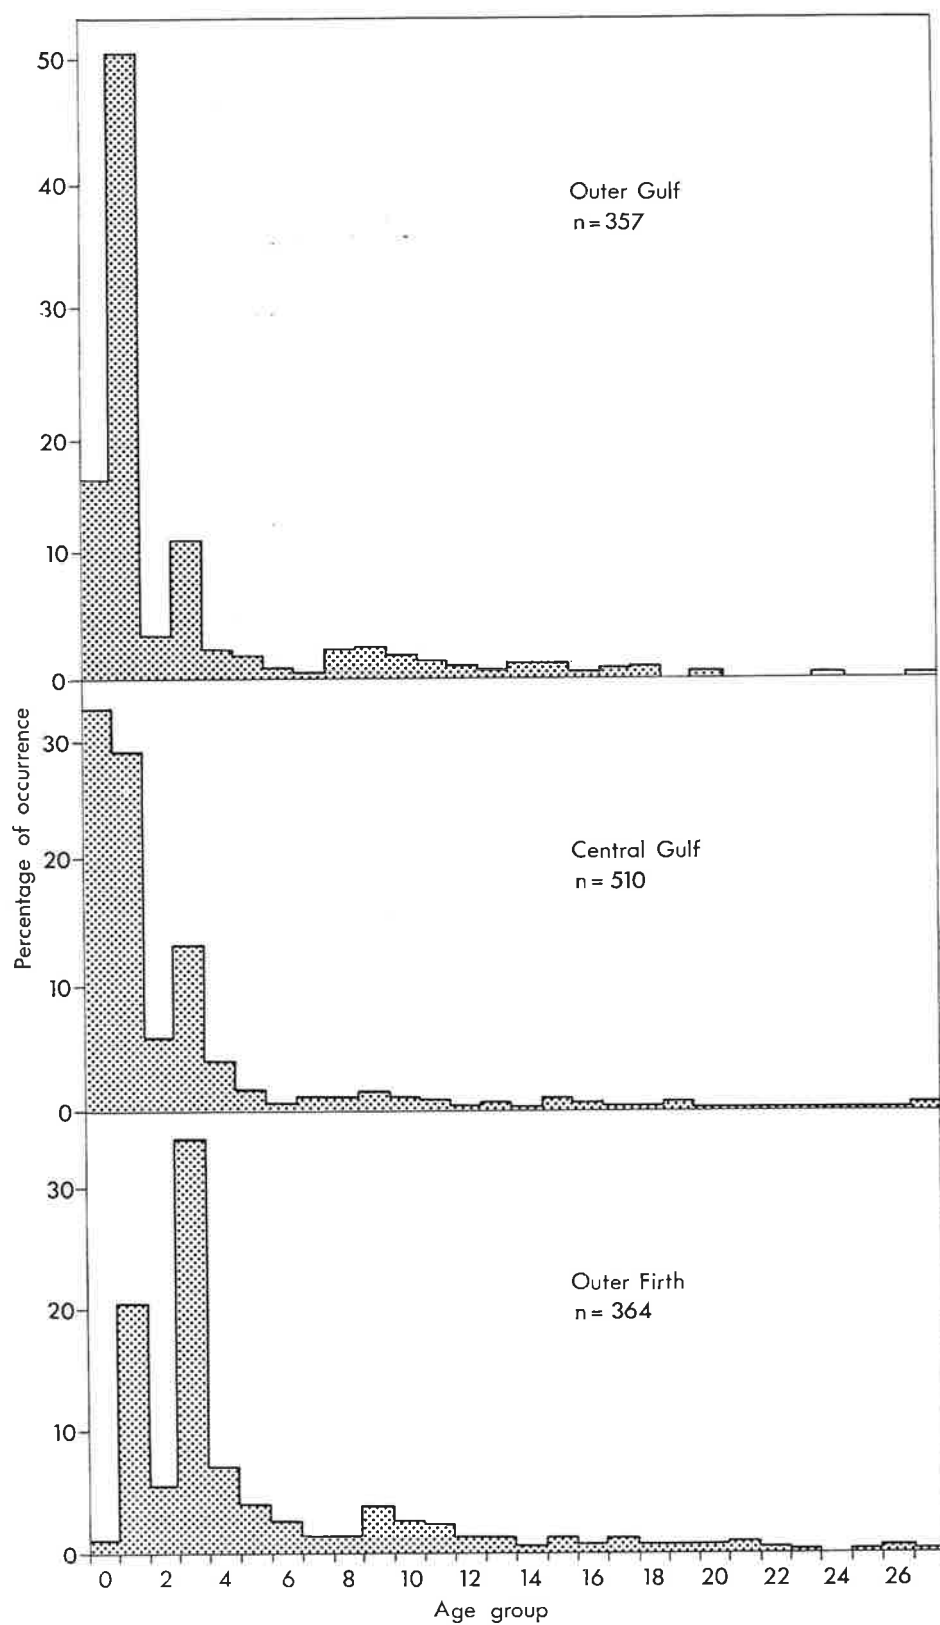 50
40
30
20
10
0
Outer Gulf
n=357
Percentage of occurrence
30
20
10
0
Central Gulf
n= 510
30
20
10
0
Outer Firth
n= 364
0 2 4 6 8 10 12 14 16 18 20 22 24 26
Age group